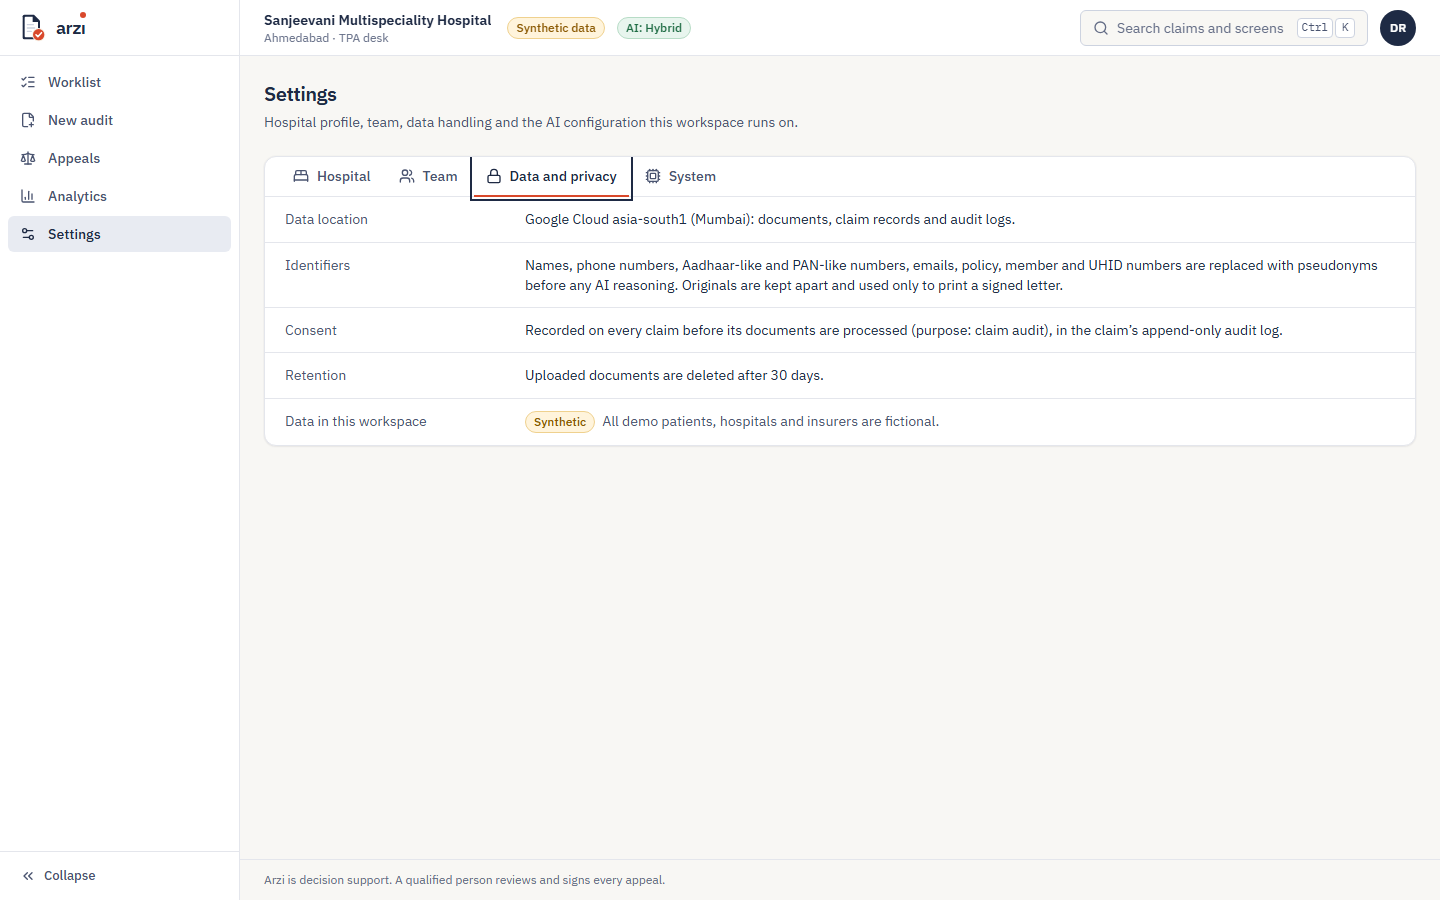 arzi
Sanjeevani Multispeciality Hospital
Ahmedabad · TPA desk
Synthetic data
AI: Hybrid
Search claims and screens
Ctrl K
DR
Worklist
New audit
Appeals
Analytics
Settings
Collapse
Settings
Hospital profile, team, data handling and the AI configuration this workspace runs on.
Hospital
Team
Data and privacy
System
Data location
Google Cloud asia-south1 (Mumbai): documents, claim records and audit logs.
Identifiers
Names, phone numbers, Aadhaar-like and PAN-like numbers, emails, policy, member and UHID numbers are replaced with pseudonyms
before any AI reasoning. Originals are kept apart and used only to print a signed letter.
Consent
Recorded on every claim before its documents are processed (purpose: claim audit), in the claim’s append-only audit log.
Retention
Uploaded documents are deleted after 30 days.
Data in this workspace
Synthetic
All demo patients, hospitals and insurers are fictional.
Arzi is decision support. A qualified person reviews and signs every appeal.